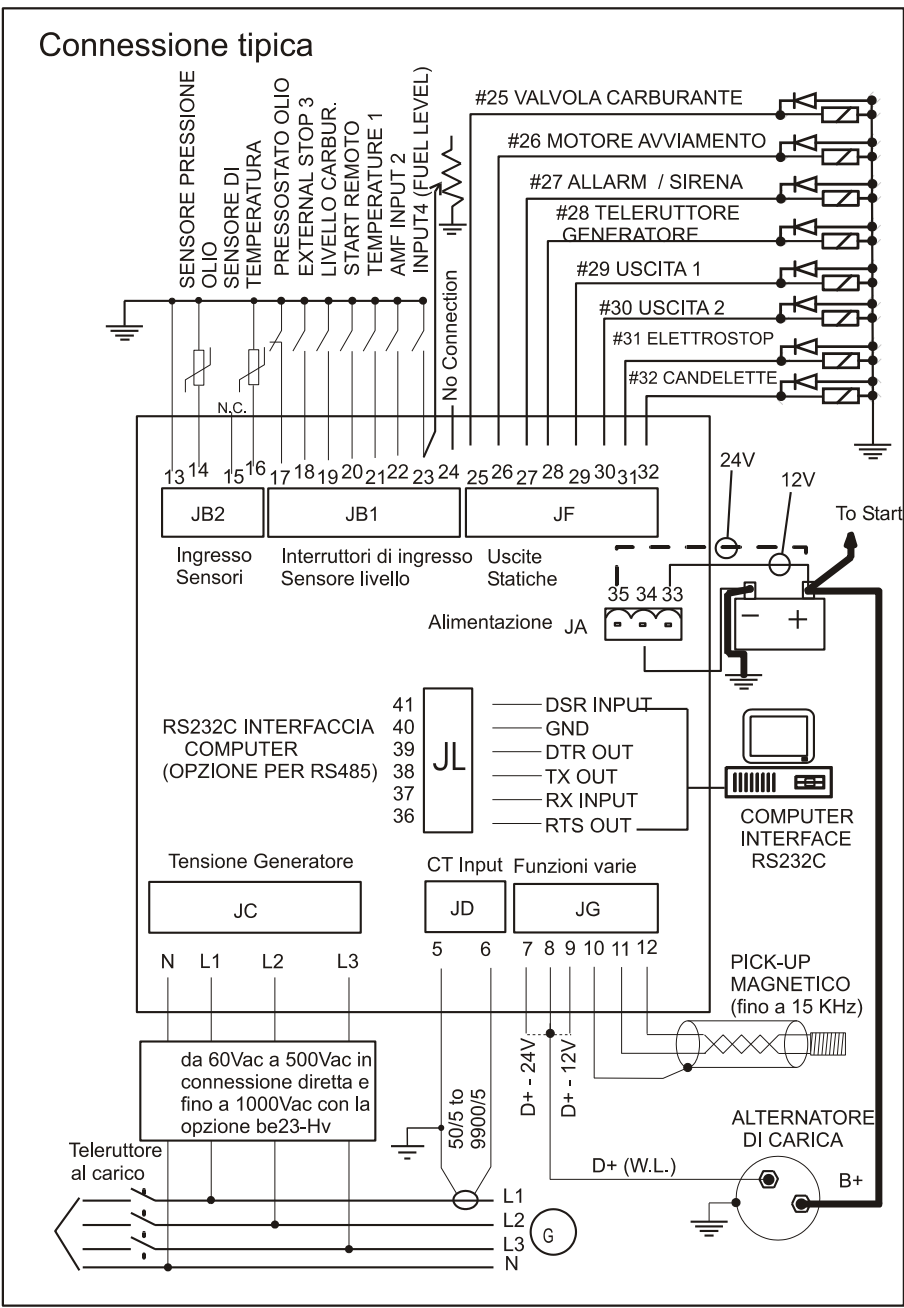 Connessione tipica
SENSORE PRESSIONE
OLIO
SENSORE DI
TEMPERATURA
PRESSOSTATO OLIO
EXTERNAL STOP 3
LIVELLO CARBUR.
START REMOTO
TEMPERATURE 1
AMF INPUT 2
INPUT4 (FUEL LEVEL)
No Connection
#25 VALVOLA CARBURANTE
#26 MOTORE AVVIAMENTO
#27 ALLARM / SIRENA
#28 TELERUTTORE
GENERATORE
#29 USCITA 1
#30 USCITA 2
#31 ELETTROSTOP
#32 CANDELETTE
N.C.
13 14 15 16 17 18 19 20 21 22 23 24 25 26 27 28 29 30 31 32
JB2
JB1
JF
Ingresso
Sensori
Interruttori di ingresso
Sensore livello
Uscite
Statiche
24V
12V
To Start
35 34 33
Alimentazione JA
− +
RS232C INTERFACCIA
COMPUTER
(OPZIONE PER RS485)
41
40
39
38
37
36
JL
DSR INPUT
GND
DTR OUT
TX OUT
RX INPUT
RTS OUT
COMPUTER
INTERFACE
RS232C
Tensione Generatore
CT Input
Funzioni varie
JC
JD
JG
N L1 L2 L3
5 6
7 8 9 10 11 12
PICK-UP
MAGNETICO
(fino a 15 KHz)
da 60Vac a 500Vac in
connessione diretta e
fino a 1000Vac con la
opzione be23-Hv
50/5 to
9900/5
D+ - 24V
D+ - 12V
ALTERNATORE
DI CARICA
D+ (W.L.)
B+
Teleruttore
al carico
L1
L2
L3
N
G